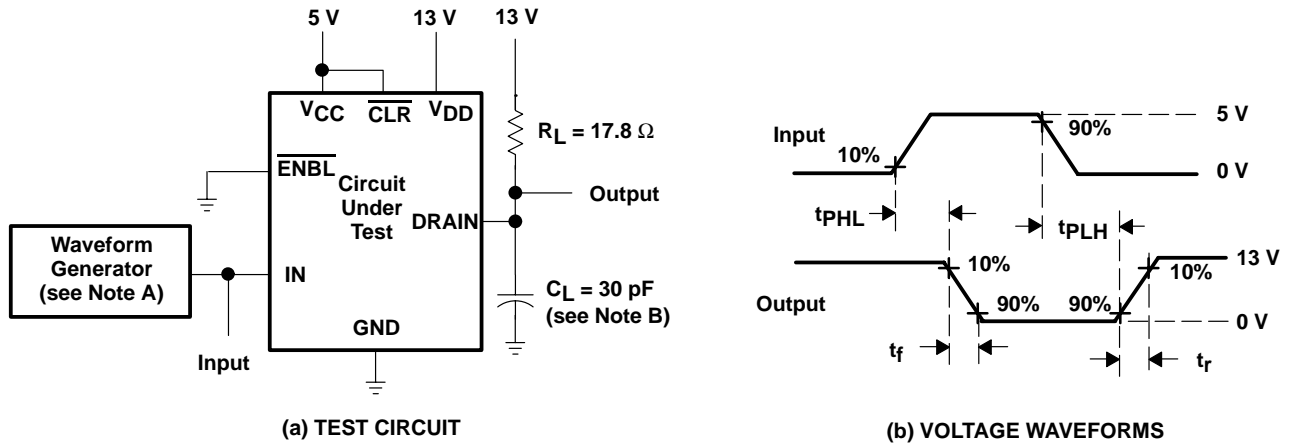 5 V
13 V
13 V
VCC
CLR
VDD
RL = 17.8 Ω
ENBL
Circuit
Under
Test
Output
DRAIN
Waveform
Generator
(see Note A)
IN
CL = 30 pF
(see Note B)
GND
Input
(a) TEST CIRCUIT
5 V
Input
90%
10%
0 V
tPHL
tPLH
13 V
10%
10%
Output
90%
90%
0 V
tf
tr
(b) VOLTAGE WAVEFORMS